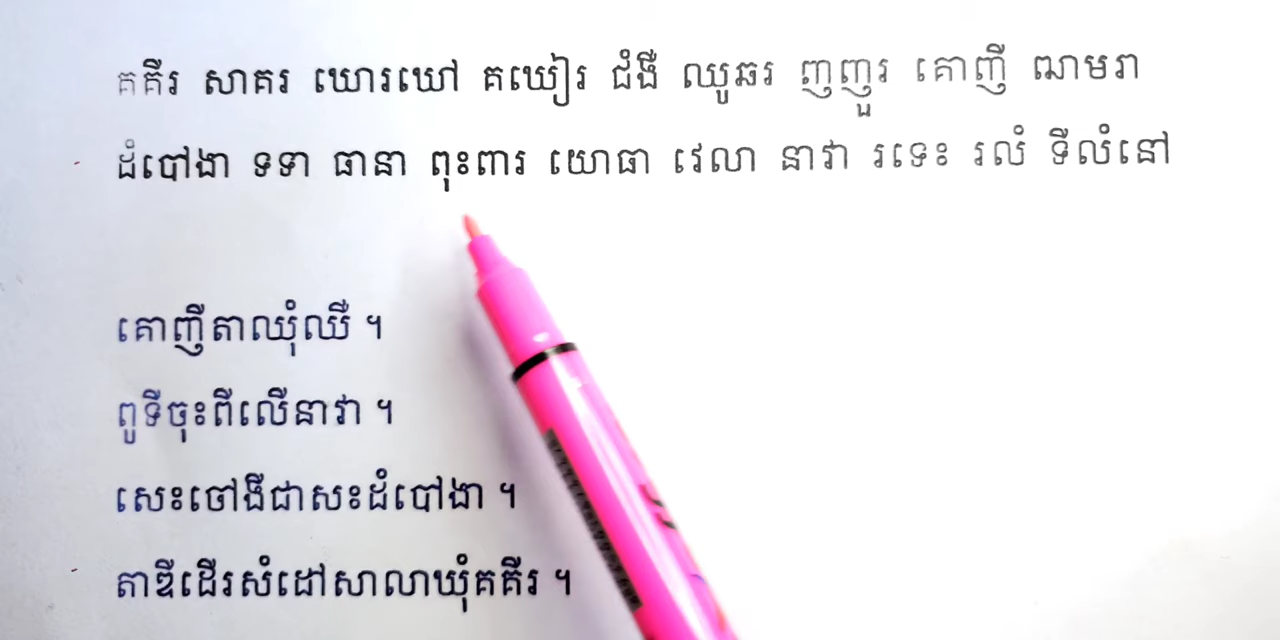 គគីរ សាគរ ឃោរឃៅ គឃៀរ ជំងឺ ឈូឆរ ញញួរ គោញី ឍាមរា
ដំបៅងា ទទា ធានា ពុះពារ យោធា វេលា នាវា រទេះ រលំ ទីលំនៅ
គោញីតាឈុំឈឺ ។
ពូទីចុះពីលើនាវា ។
សេះចៅងីជាសះដំបៅងា ។
តាឌីដើរសំដៅសាលាឃុំគគីរ ។